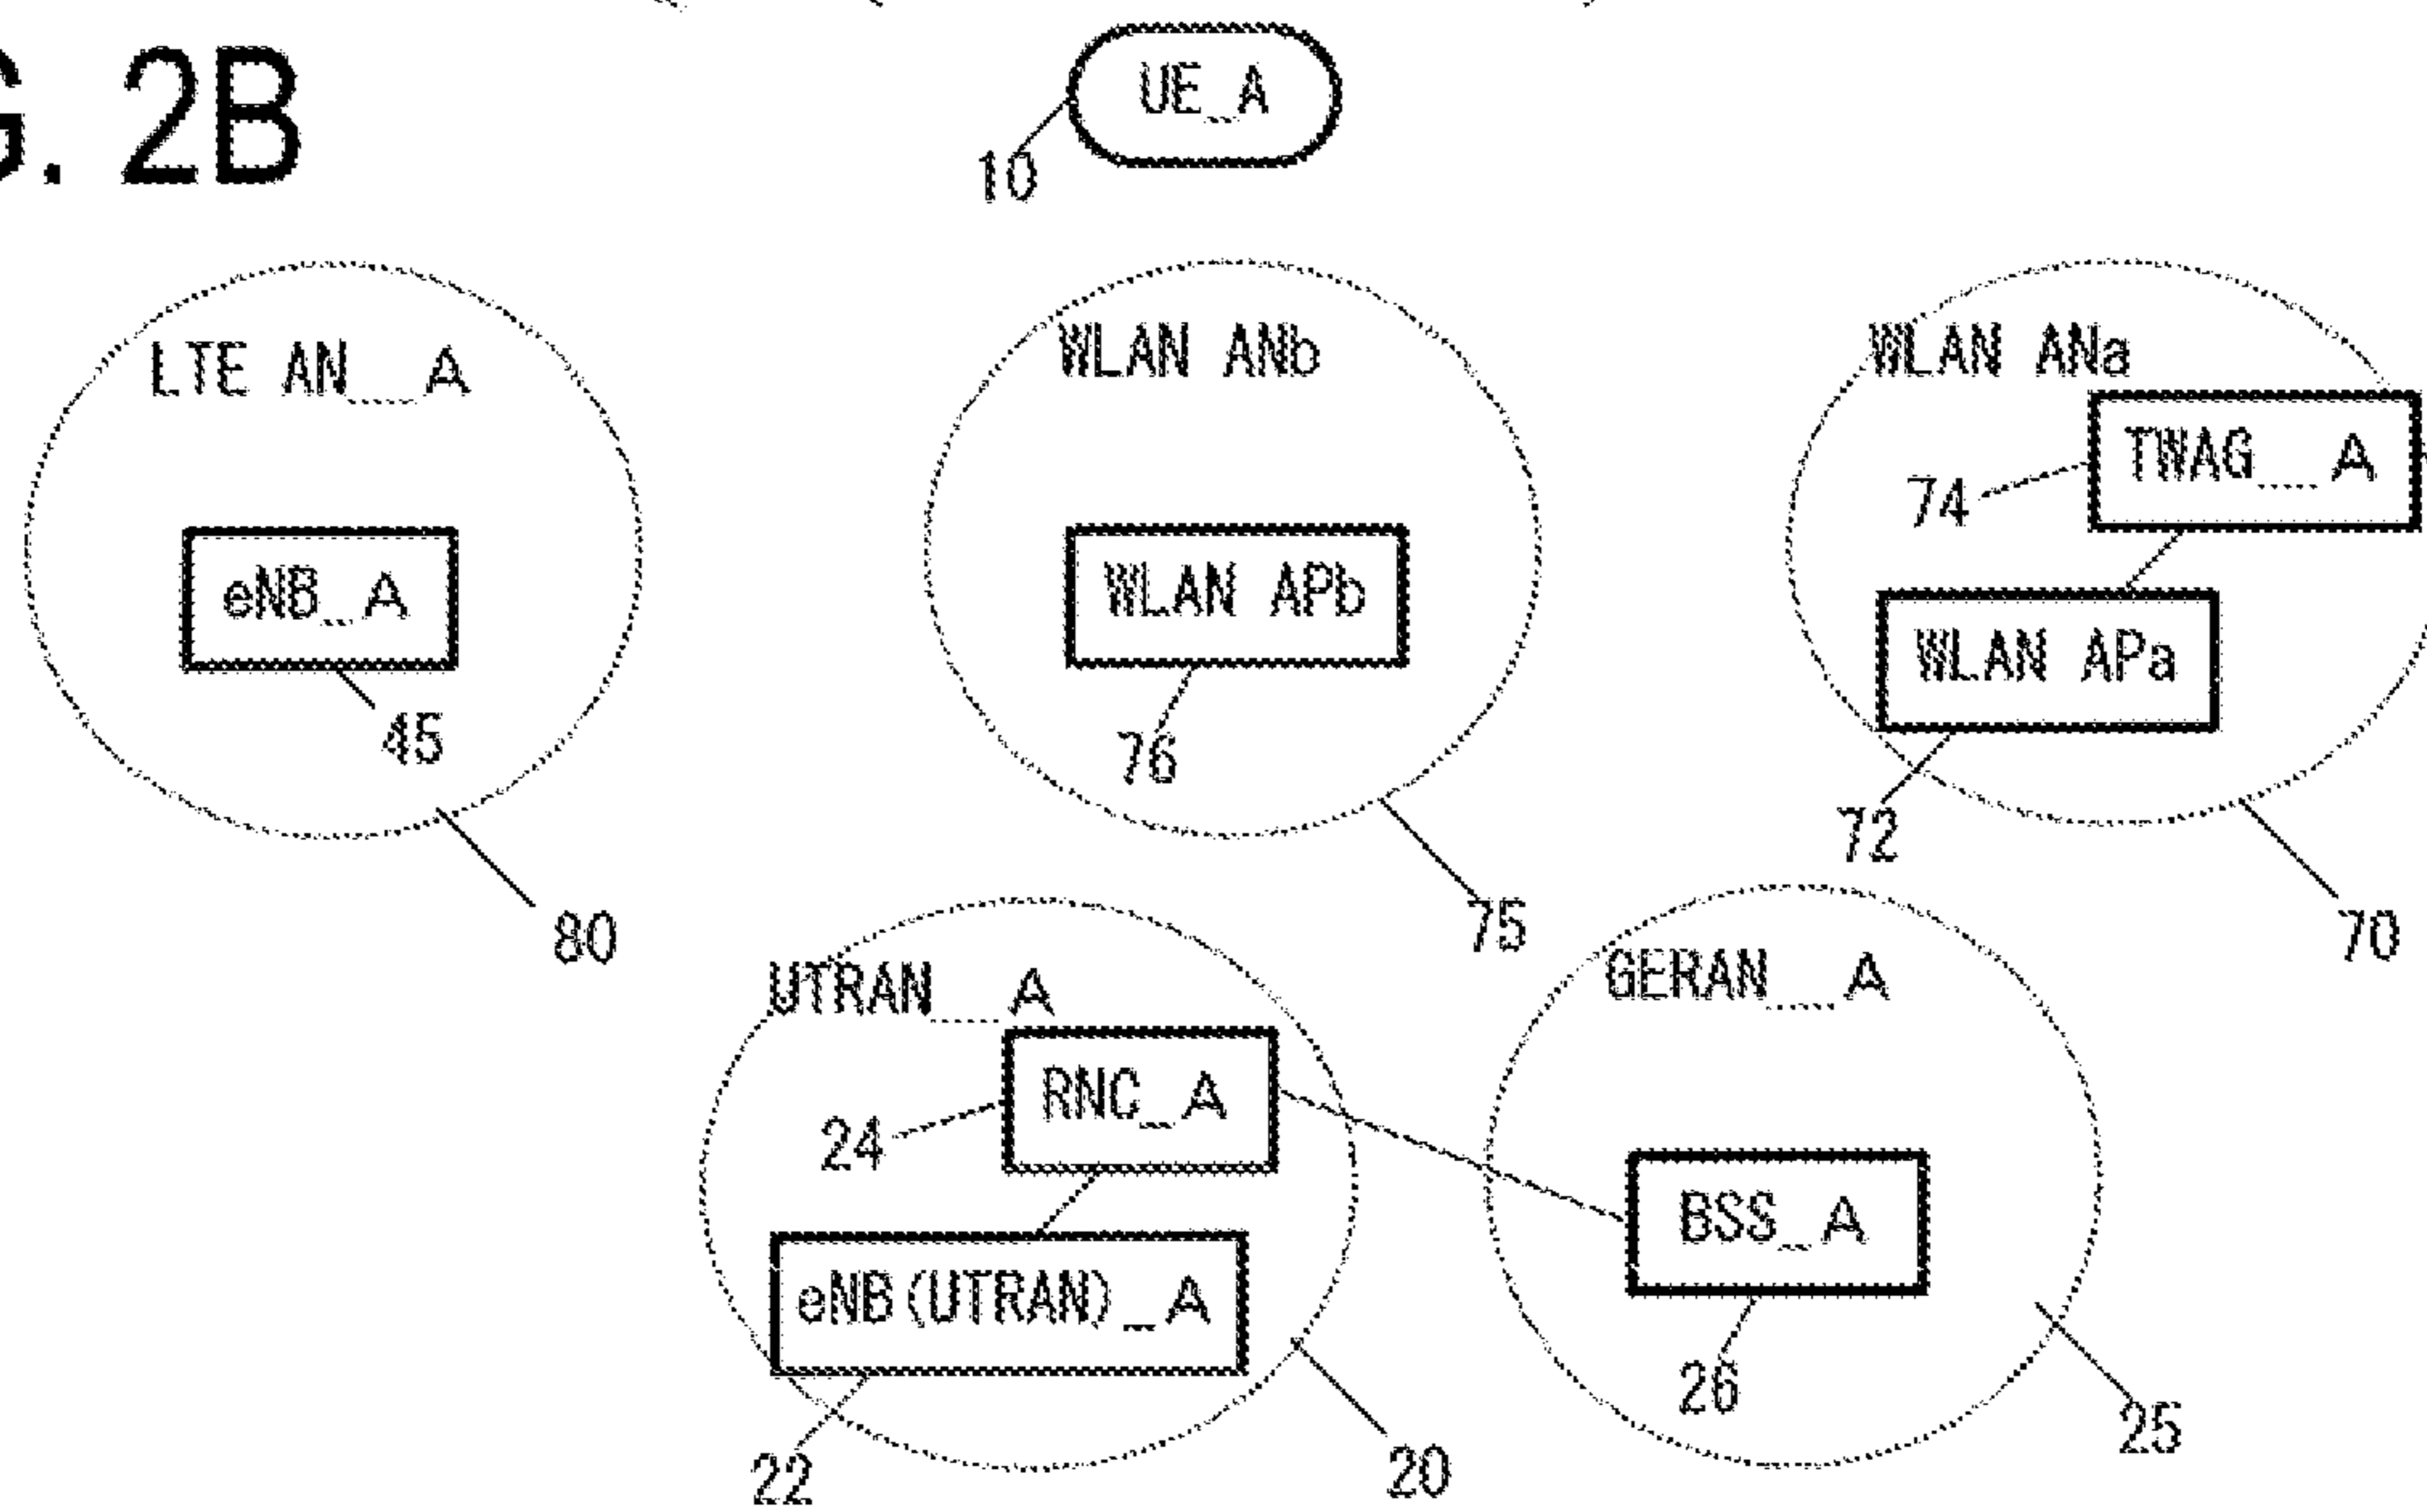 G. 2B
UE_A
10
LTE AN_A
WLAN ANb
WLAN ANa
TWAG_A
74
eNB_A
WLAN APb
WLAN APa
45
76
72
80
75
70
UTRAN_A
GERAN_A
RNC_A
24
BSS_A
eNB(UTRAN)_A
26
25
22
20